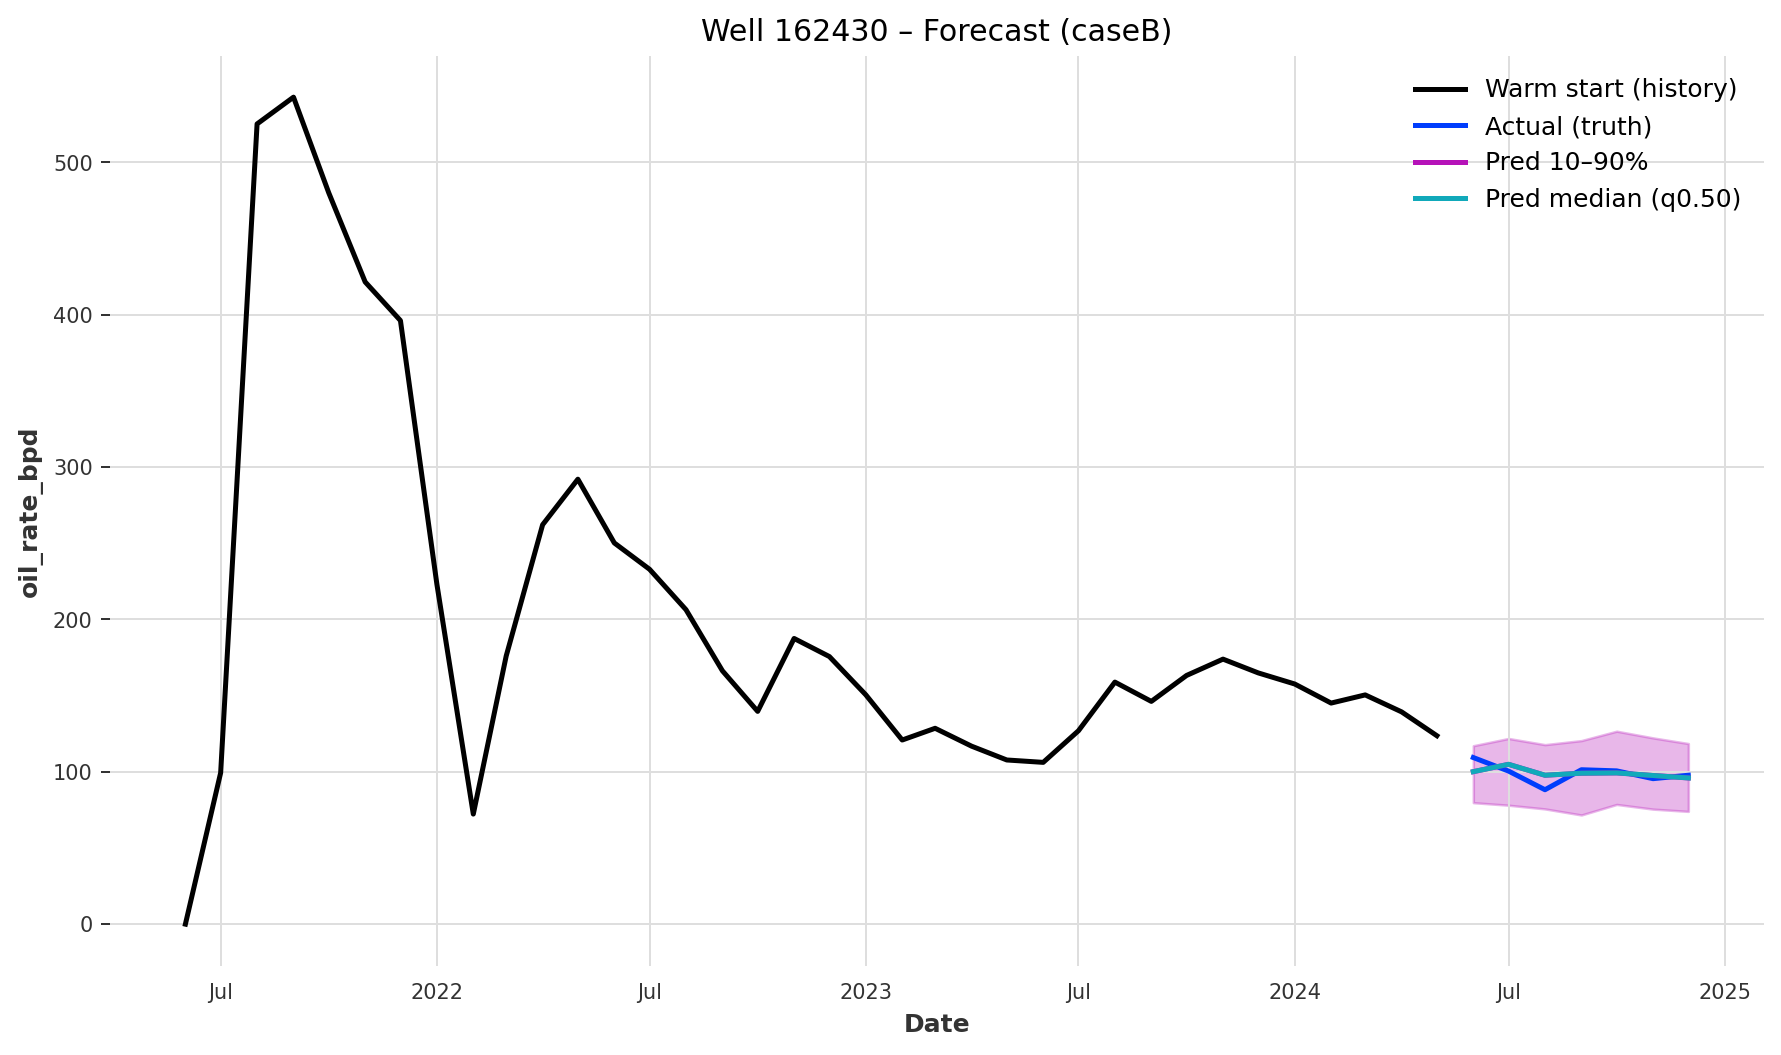 Well 162430 – Forecast (caseB)
Warm start (history)
Actual (truth)
Pred 10–90%
Pred median (q0.50)
oil_rate_bpd
500
400
300
200
100
0
Jul
2022
Jul
2023
Jul
2024
Jul
2025
Date